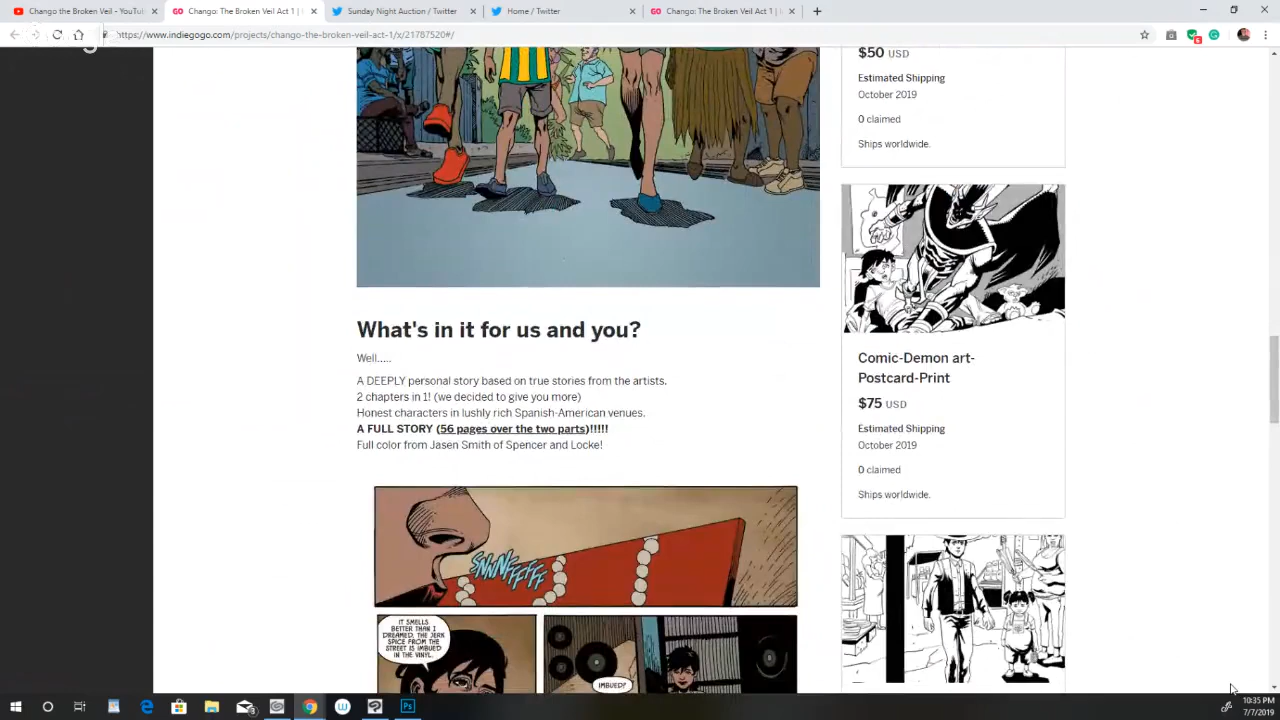 Chango the Broken Veil - YouTu
Chango: The Broken Veil Act 1 |
Sunday Night Auction / Twitter
Home / Twitter
Chango: The Broken Veil Act 1 |
https://www.indiegogo.com/projects/chango-the-broken-veil-act-1/x/21787520#/
$50 USD
Estimated Shipping
October 2019
0 claimed
Ships worldwide.
What's in it for us and you?
Well.....
A DEEPLY personal story based on true stories from the artists.
2 chapters in 1! (we decided to give you more)
Honest characters in lushly rich Spanish-American venues.
A FULL STORY (56 pages over the two parts)!!!!!
Full color from Jasen Smith of Spencer and Locke!
Comic-Demon art-
Postcard-Print
$75 USD
Estimated Shipping
October 2019
0 claimed
Ships worldwide.
IT SMELLS
BETTER THAN I
DREAMED, THE JERK
SPICE FROM THE
STREET IS IMBUED
IN THE VINYL.
IMBUED?
10:35 PM
7/7/2019